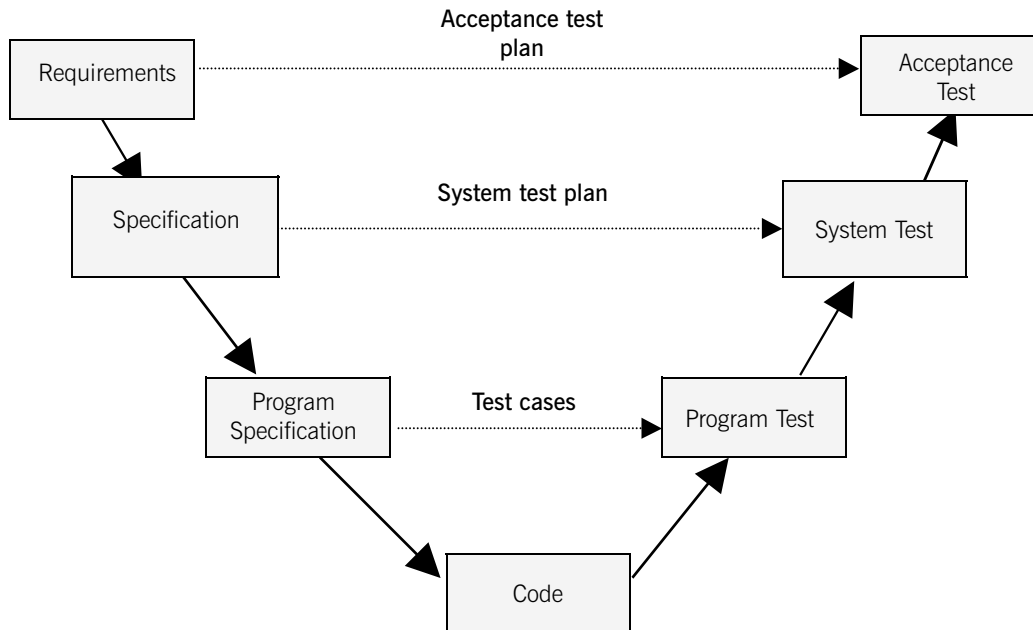 Acceptance test
plan
Requirements
Acceptance
Test
System test plan
Specification
System Test
Test cases
Program
Specification
Program Test
Code